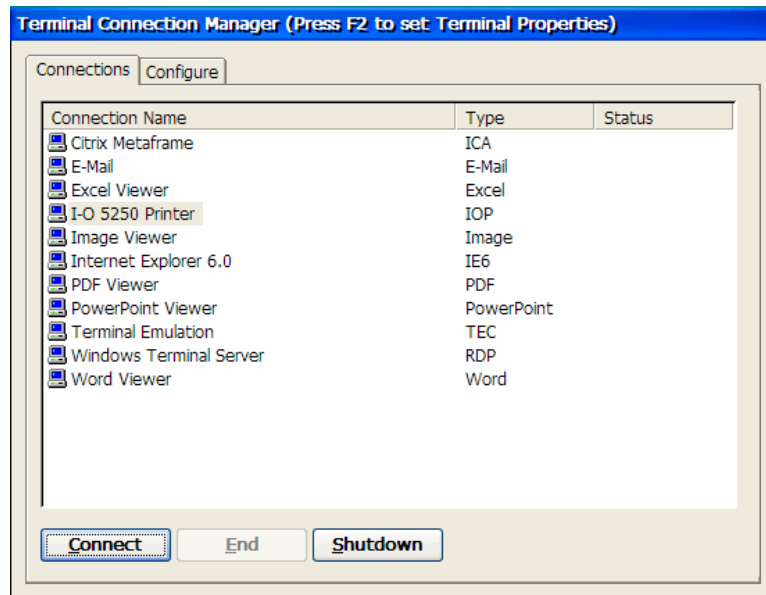 Terminal Connection Manager (Press F2 to set Terminal Properties)
Connections Configure
Connection Name Type Status
Citrix Metaframe ICA
E-Mail E-Mail
Excel Viewer Excel
I-O 5250 Printer IOP
Image Viewer Image
Internet Explorer 6.0 IE6
PDF Viewer PDF
PowerPoint Viewer PowerPoint
Terminal Emulation TEC
Windows Terminal Server RDP
Word Viewer Word
Connect End Shutdown